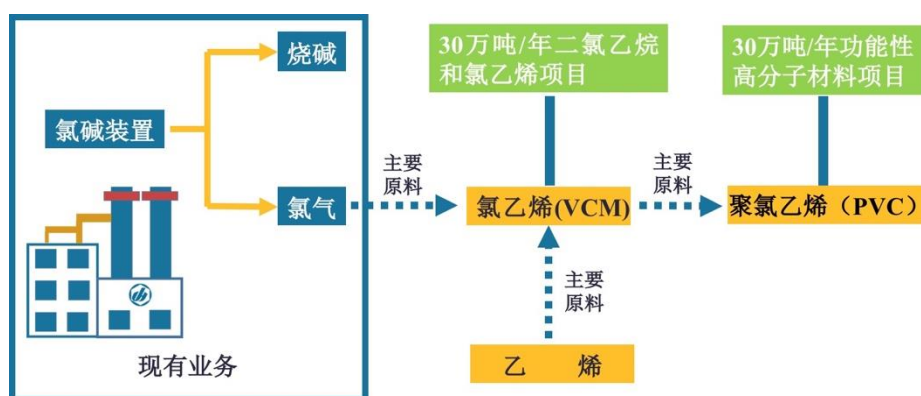 30万吨/年二氯乙烷
和氯乙烯项目
30万吨/年功能性
高分子材料项目
烧碱
氯碱装置
氯气
主要
原料
氯乙烯(VCM)
主要
原料
聚氯乙烯（PVC）
主要
原料
乙 烯
现有业务